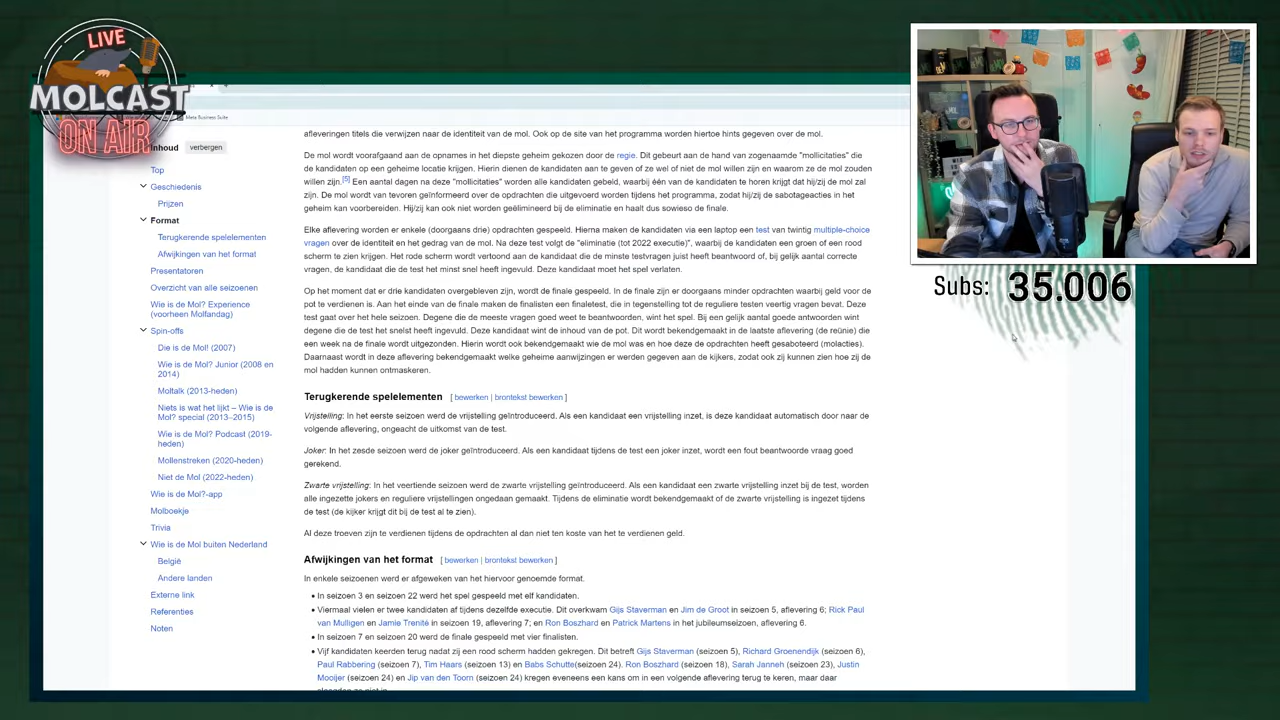 LIVE
MOLCAST
ON AIR
Meta Business Suite
Inhoud verbergen
Top
Geschiedenis
Prijzen
Format
Terugkerende spelelementen
Afwijkingen van het format
Presentatoren
Overzicht van alle seizoenen
Wie is de Mol? Experience
(voorheen Molfandag)
Spin-offs
Die is de Mol! (2007)
Wie is de Mol? Junior (2008 en
2014)
Moltalk (2013-heden)
Niets is wat het lijkt – Wie is de
Mol? special (2013–2015)
Wie is de Mol? Podcast (2019-
heden)
Mollenstreken (2020-heden)
Niet de Mol (2022-heden)
Wie is de Mol?-app
Molboekje
Trivia
Wie is de Mol buiten Nederland
België
Andere landen
Externe link
Referenties
Noten
afleveringen titels die verwijzen naar de identiteit van de mol. Ook op de site van het programma worden hiertoe hints gegeven over de mol.
De mol wordt voorafgaand aan de opnames in het diepste geheim gekozen door de regie. Dit gebeurt aan de hand van zogenaamde "mollicitaties" die
de kandidaten op een geheime locatie krijgen. Hierin dienen de kandidaten aan te geven of ze wel of niet de mol willen zijn en waarom ze de mol zouden
willen zijn.[5] Een aantal dagen na deze "mollicitaties" worden alle kandidaten gebeld, waarbij één van de kandidaten te horen krijgt dat hij/zij de mol zal
zijn. De mol wordt van tevoren geïnformeerd over de opdrachten die uitgevoerd worden tijdens het programma, zodat hij/zij de sabotageacties in het
geheim kan voorbereiden. Hij/zij kan ook niet worden geëlimineerd bij de eliminatie en haalt dus sowieso de finale.
Elke aflevering worden er enkele (doorgaans drie) opdrachten gespeeld. Hierna maken de kandidaten via een laptop een test van twintig multiple-choice
vragen over de identiteit en het gedrag van de mol. Na deze test volgt de "eliminatie (tot 2022 executie)", waarbij de kandidaten een groen of een rood
scherm te zien krijgen. Het rode scherm wordt vertoond aan de kandidaat die de minste testvragen juist heeft beantwoord of, bij gelijk aantal correcte
vragen, de kandidaat die de test het minst snel heeft ingevuld. Deze kandidaat moet het spel verlaten.
Op het moment dat er drie kandidaten overgebleven zijn, wordt de finale gespeeld. In de finale zijn er doorgaans minder opdrachten waarbij geld voor de
pot te verdienen is. Aan het einde van de finale maken de finalisten een finaletest, die in tegenstelling tot de reguliere testen veertig vragen bevat. Deze
test gaat over het hele seizoen. Degene die de meeste vragen goed weet te beantwoorden, wint het spel. Bij een gelijk aantal goede antwoorden wint
degene die de test het snelst heeft ingevuld. Deze kandidaat wint de inhoud van de pot. Dit wordt bekendgemaakt in de laatste aflevering (de reünie) die
een week na de finale wordt uitgezonden. Hierin wordt ook bekendgemaakt wie de mol was en hoe deze de opdrachten heeft gesaboteerd (molacties).
Daarnaast wordt in deze aflevering bekendgemaakt welke geheime aanwijzingen er werden gegeven aan de kijkers, zodat ook zij kunnen zien hoe zij de
mol hadden kunnen ontmaskeren.
Terugkerende spelelementen [ bewerken | brontekst bewerken ]
Vrijstelling: In het eerste seizoen werd de vrijstelling geïntroduceerd. Als een kandidaat een vrijstelling inzet, is deze kandidaat automatisch door naar de
volgende aflevering, ongeacht de uitkomst van de test.
Joker: In het zesde seizoen werd de joker geïntroduceerd. Als een kandidaat tijdens de test een joker inzet, wordt een fout beantwoorde vraag goed
gerekend.
Zwarte vrijstelling: In het veertiende seizoen werd de zwarte vrijstelling geïntroduceerd. Als een kandidaat een zwarte vrijstelling inzet bij de test, worden
alle ingezette jokers en reguliere vrijstellingen ongedaan gemaakt. Tijdens de eliminatie wordt bekendgemaakt of de zwarte vrijstelling is ingezet tijdens
de test (de kijker krijgt dit bij de test al te zien).
Al deze troeven zijn te verdienen tijdens de opdrachten al dan niet ten koste van het te verdienen geld.
Afwijkingen van het format [ bewerken | brontekst bewerken ]
In enkele seizoenen werd er afgeweken van het hiervoor genoemde format.
• In seizoen 3 en seizoen 22 werd het spel gespeeld met elf kandidaten.
• Viermaal vielen er twee kandidaten af tijdens dezelfde executie. Dit overkwam Gijs Staverman en Jim de Groot in seizoen 5, aflevering 6; Rick Paul
van Mulligen en Jamie Trenité in seizoen 19, aflevering 7; en Ron Boszhard en Patrick Martens in het jubileumseizoen, aflevering 6.
• In seizoen 7 en seizoen 20 werd de finale gespeeld met vier finalisten.
• Vijf kandidaten keerden terug nadat zij een rood scherm hadden gekregen. Dit betreft Gijs Staverman (seizoen 5), Richard Groenendijk (seizoen 6),
Paul Rabbering (seizoen 7), Tim Haars (seizoen 13) en Babs Schutte(seizoen 24). Ron Boszhard (seizoen 18), Sarah Janneh (seizoen 23), Justin
Mooijer (seizoen 24) en Jip van den Toorn (seizoen 24) kregen eveneens een kans om in een volgende aflevering terug te keren, maar daar
Subs: 35.006